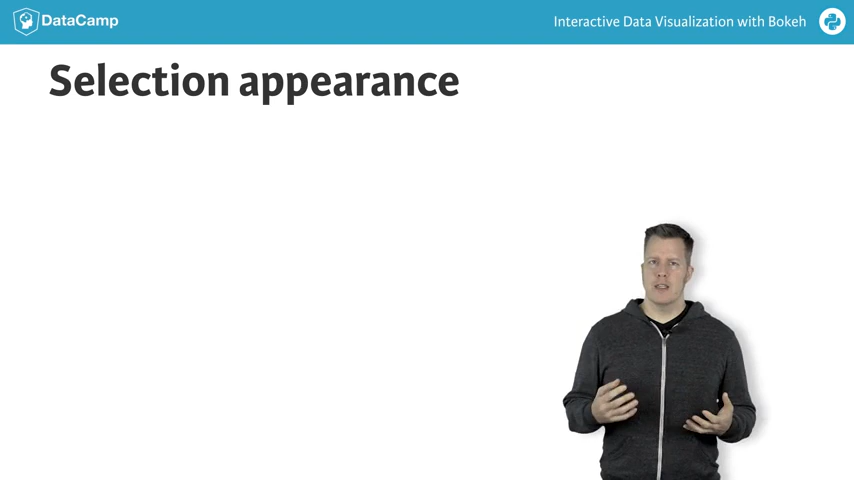 DataCamp
Interactive Data Visualization with Bokeh
Selection appearance